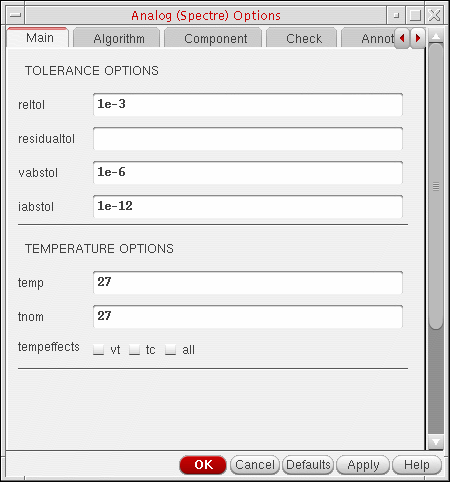 Analog (Spectre) Options
Main Algorithm Component Check Annot
TOLERANCE OPTIONS
reltol 1e-3
residualtol
vabstol 1e-6
iabstol 1e-12
TEMPERATURE OPTIONS
temp 27
tnom 27
tempeffects vt tc all
OK Cancel Defaults Apply Help